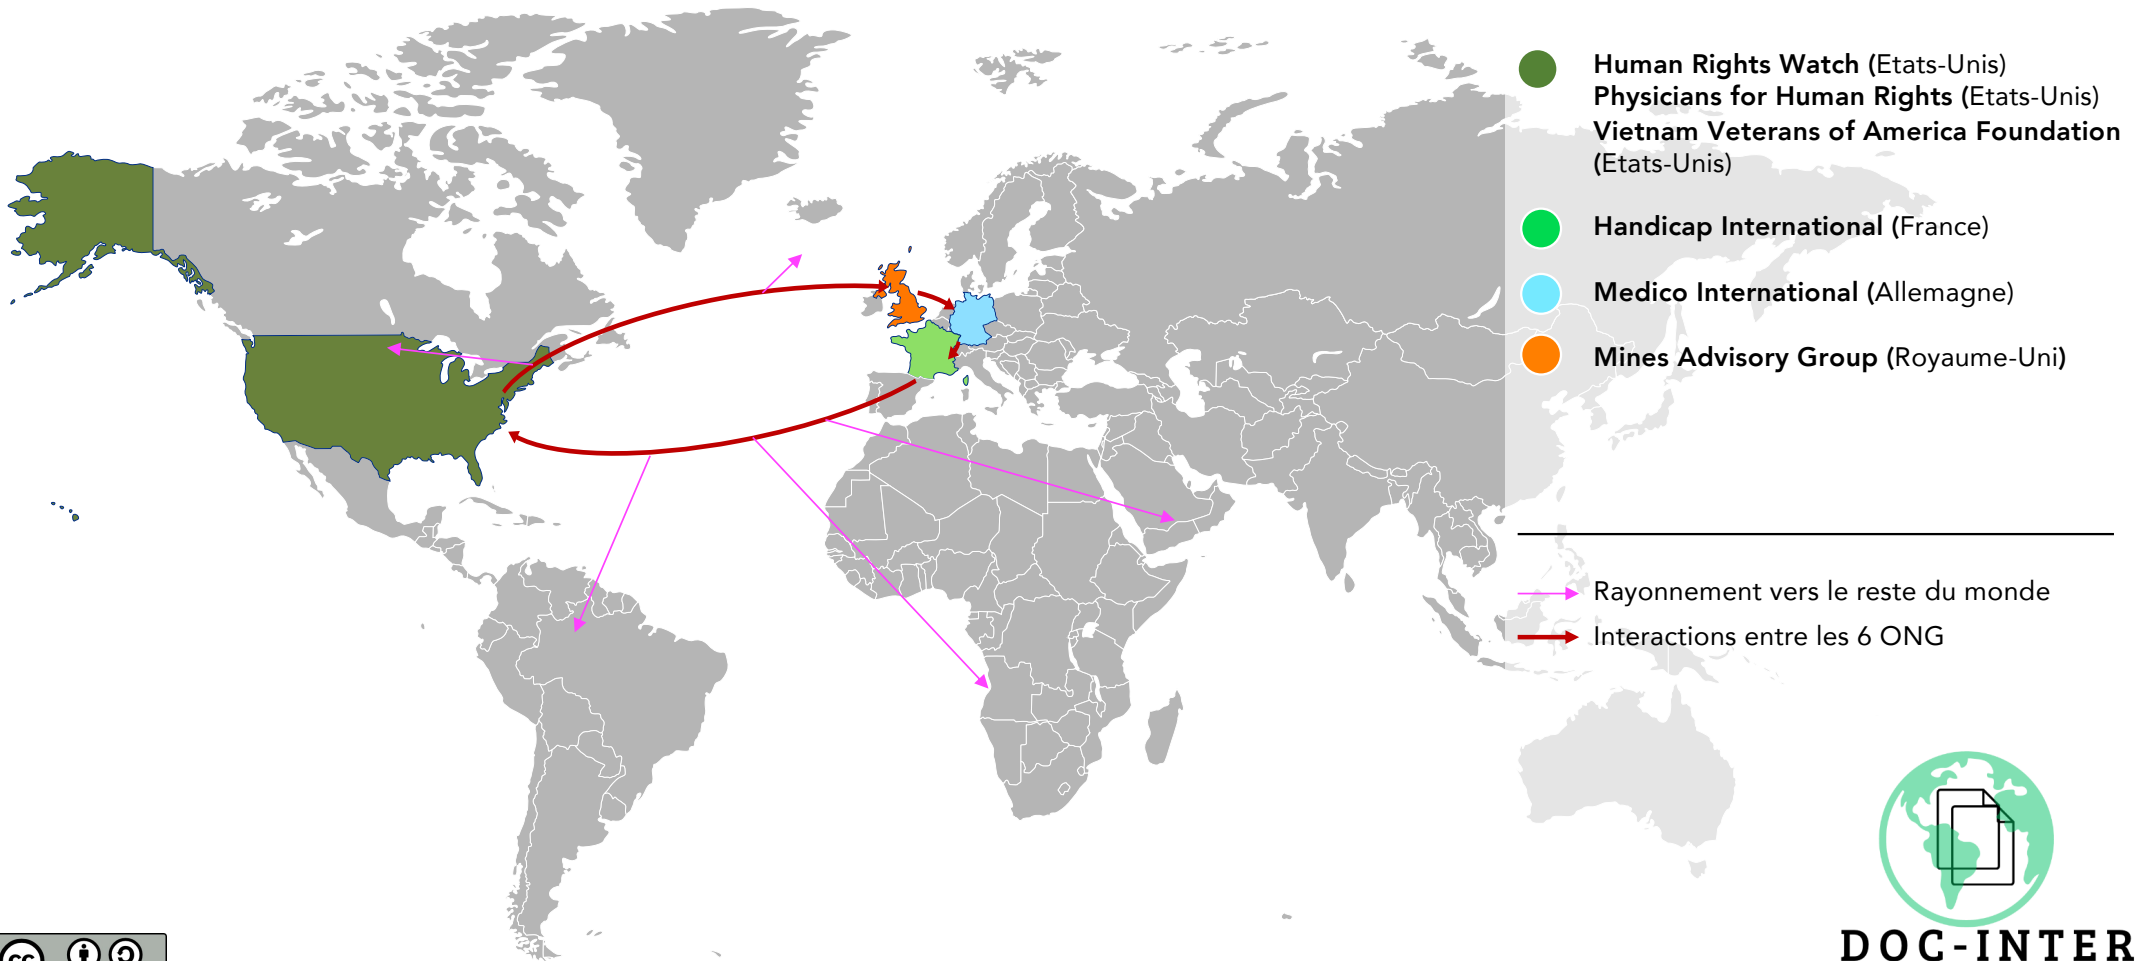 Human Rights Watch (Etats-Unis)
Physicians for Human Rights (Etats-Unis)
Vietnam Veterans of America Foundation
(Etats-Unis)
Handicap International (France)
Medico International (Allemagne)
Mines Advisory Group (Royaume-Uni)
Rayonnement vers le reste du monde
Interactions entre les 6 ONG
DOC-INTER
cc